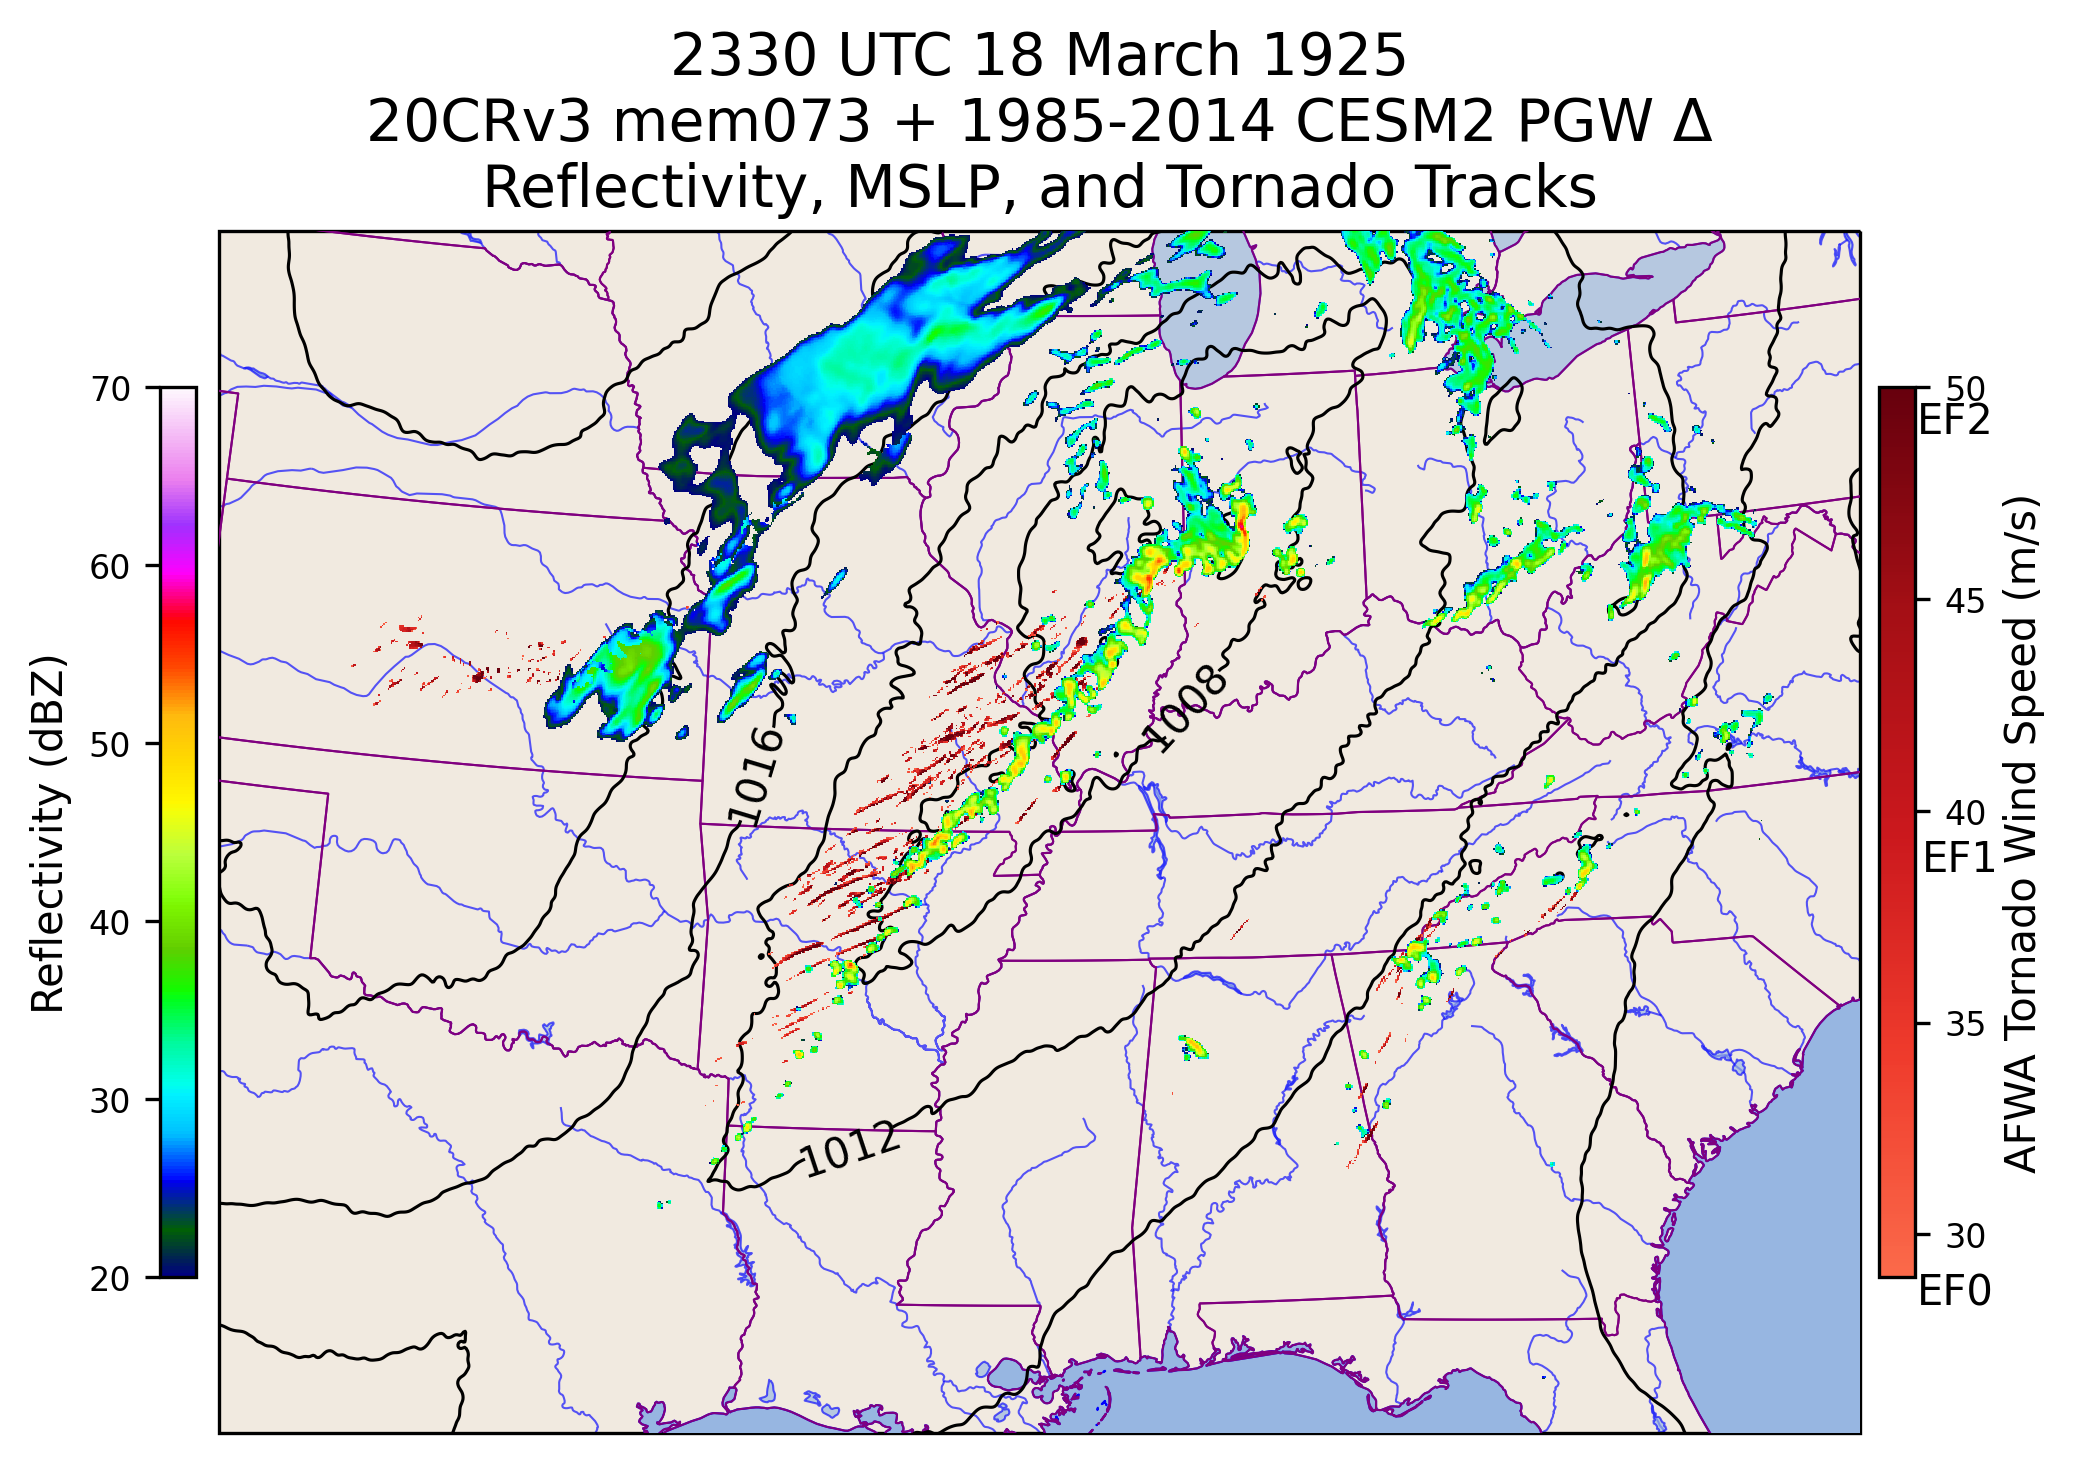 2330 UTC 18 March 1925
20CRv3 mem073 + 1985-2014 CESM2 PGW Δ
Reflectivity, MSLP, and Tornado Tracks
Reflectivity (dBZ)
70
60
50
40
30
20
1016
1008
1012
50
EF2
45
40
EF1
35
30
EF0
AFWA Tornado Wind Speed (m/s)